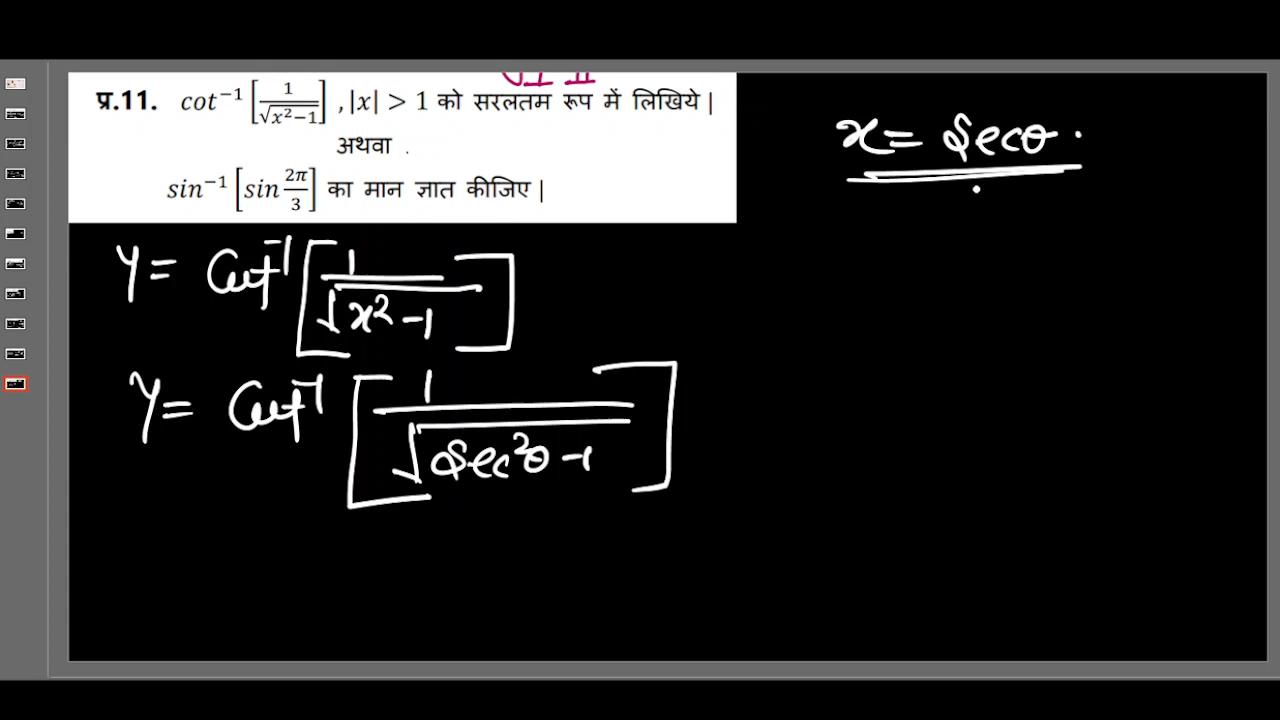 प्र.11. cot⁻¹ [1/√(x²−1)] , |x| > 1 को सरलतम रूप में लिखिये |
अथवा .
sin⁻¹ [sin 2π/3] का मान ज्ञात कीजिए |
x = Secθ .
Y = Cot⁻¹ [1/√(x²−1)]
Y = Cot⁻¹ [1/√(Sec²θ−1)]